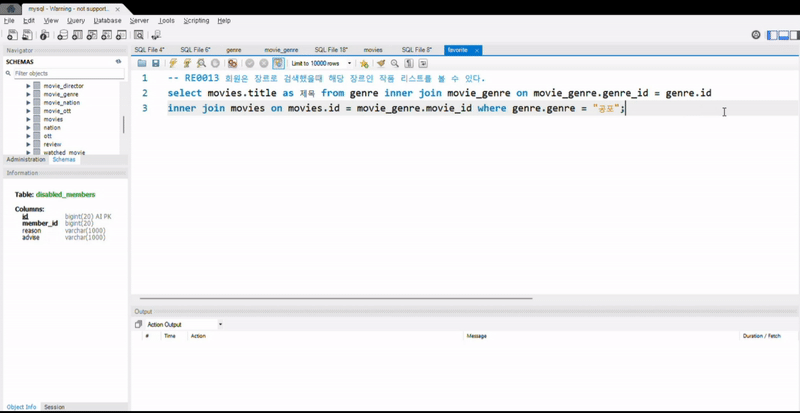 mysql - Warning - not support... ×
File Edit View Query Database Server Tools Scripting Help
Navigator
SCHEMAS
Filter objects
movie_director
movie_genre
movie_nation
movie_ott
movies
nation
ott
review
watched_movie
Administration Schemas
Information
Table: disabled_members
Columns:
id bigint(20) AI PK
member_id bigint(20)
reason varchar(1000)
advise varchar(1000)
Object Info Session
SQL File 4* SQL File 6* genre movie_genre SQL File 18* movies SQL File 8* favorite ×
Limit to 10000 rows
1 -- RE0013 회원은 장르로 검색했을때 해당 장르인 작품 리스트를 볼 수 있다.
2 select movies.title as 제목 from genre inner join movie_genre on movie_genre.genre_id = genre.id
3 inner join movies on movies.id = movie_genre.movie_id where genre.genre = "공포";
Output
Action Output
# Time Action Message Duration / Fetch